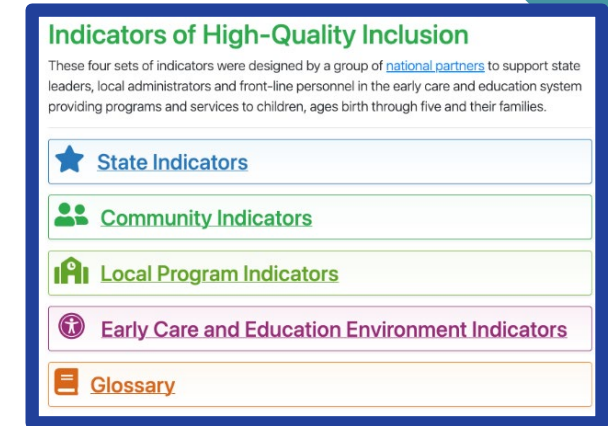 Indicators of High-Quality Inclusion
These four sets of indicators were designed by a group of national partners to support state
leaders, local administrators and front-line personnel in the early care and education system
providing programs and services to children, ages birth through five and their families.
State Indicators
Community Indicators
Local Program Indicators
Early Care and Education Environment Indicators
Glossary